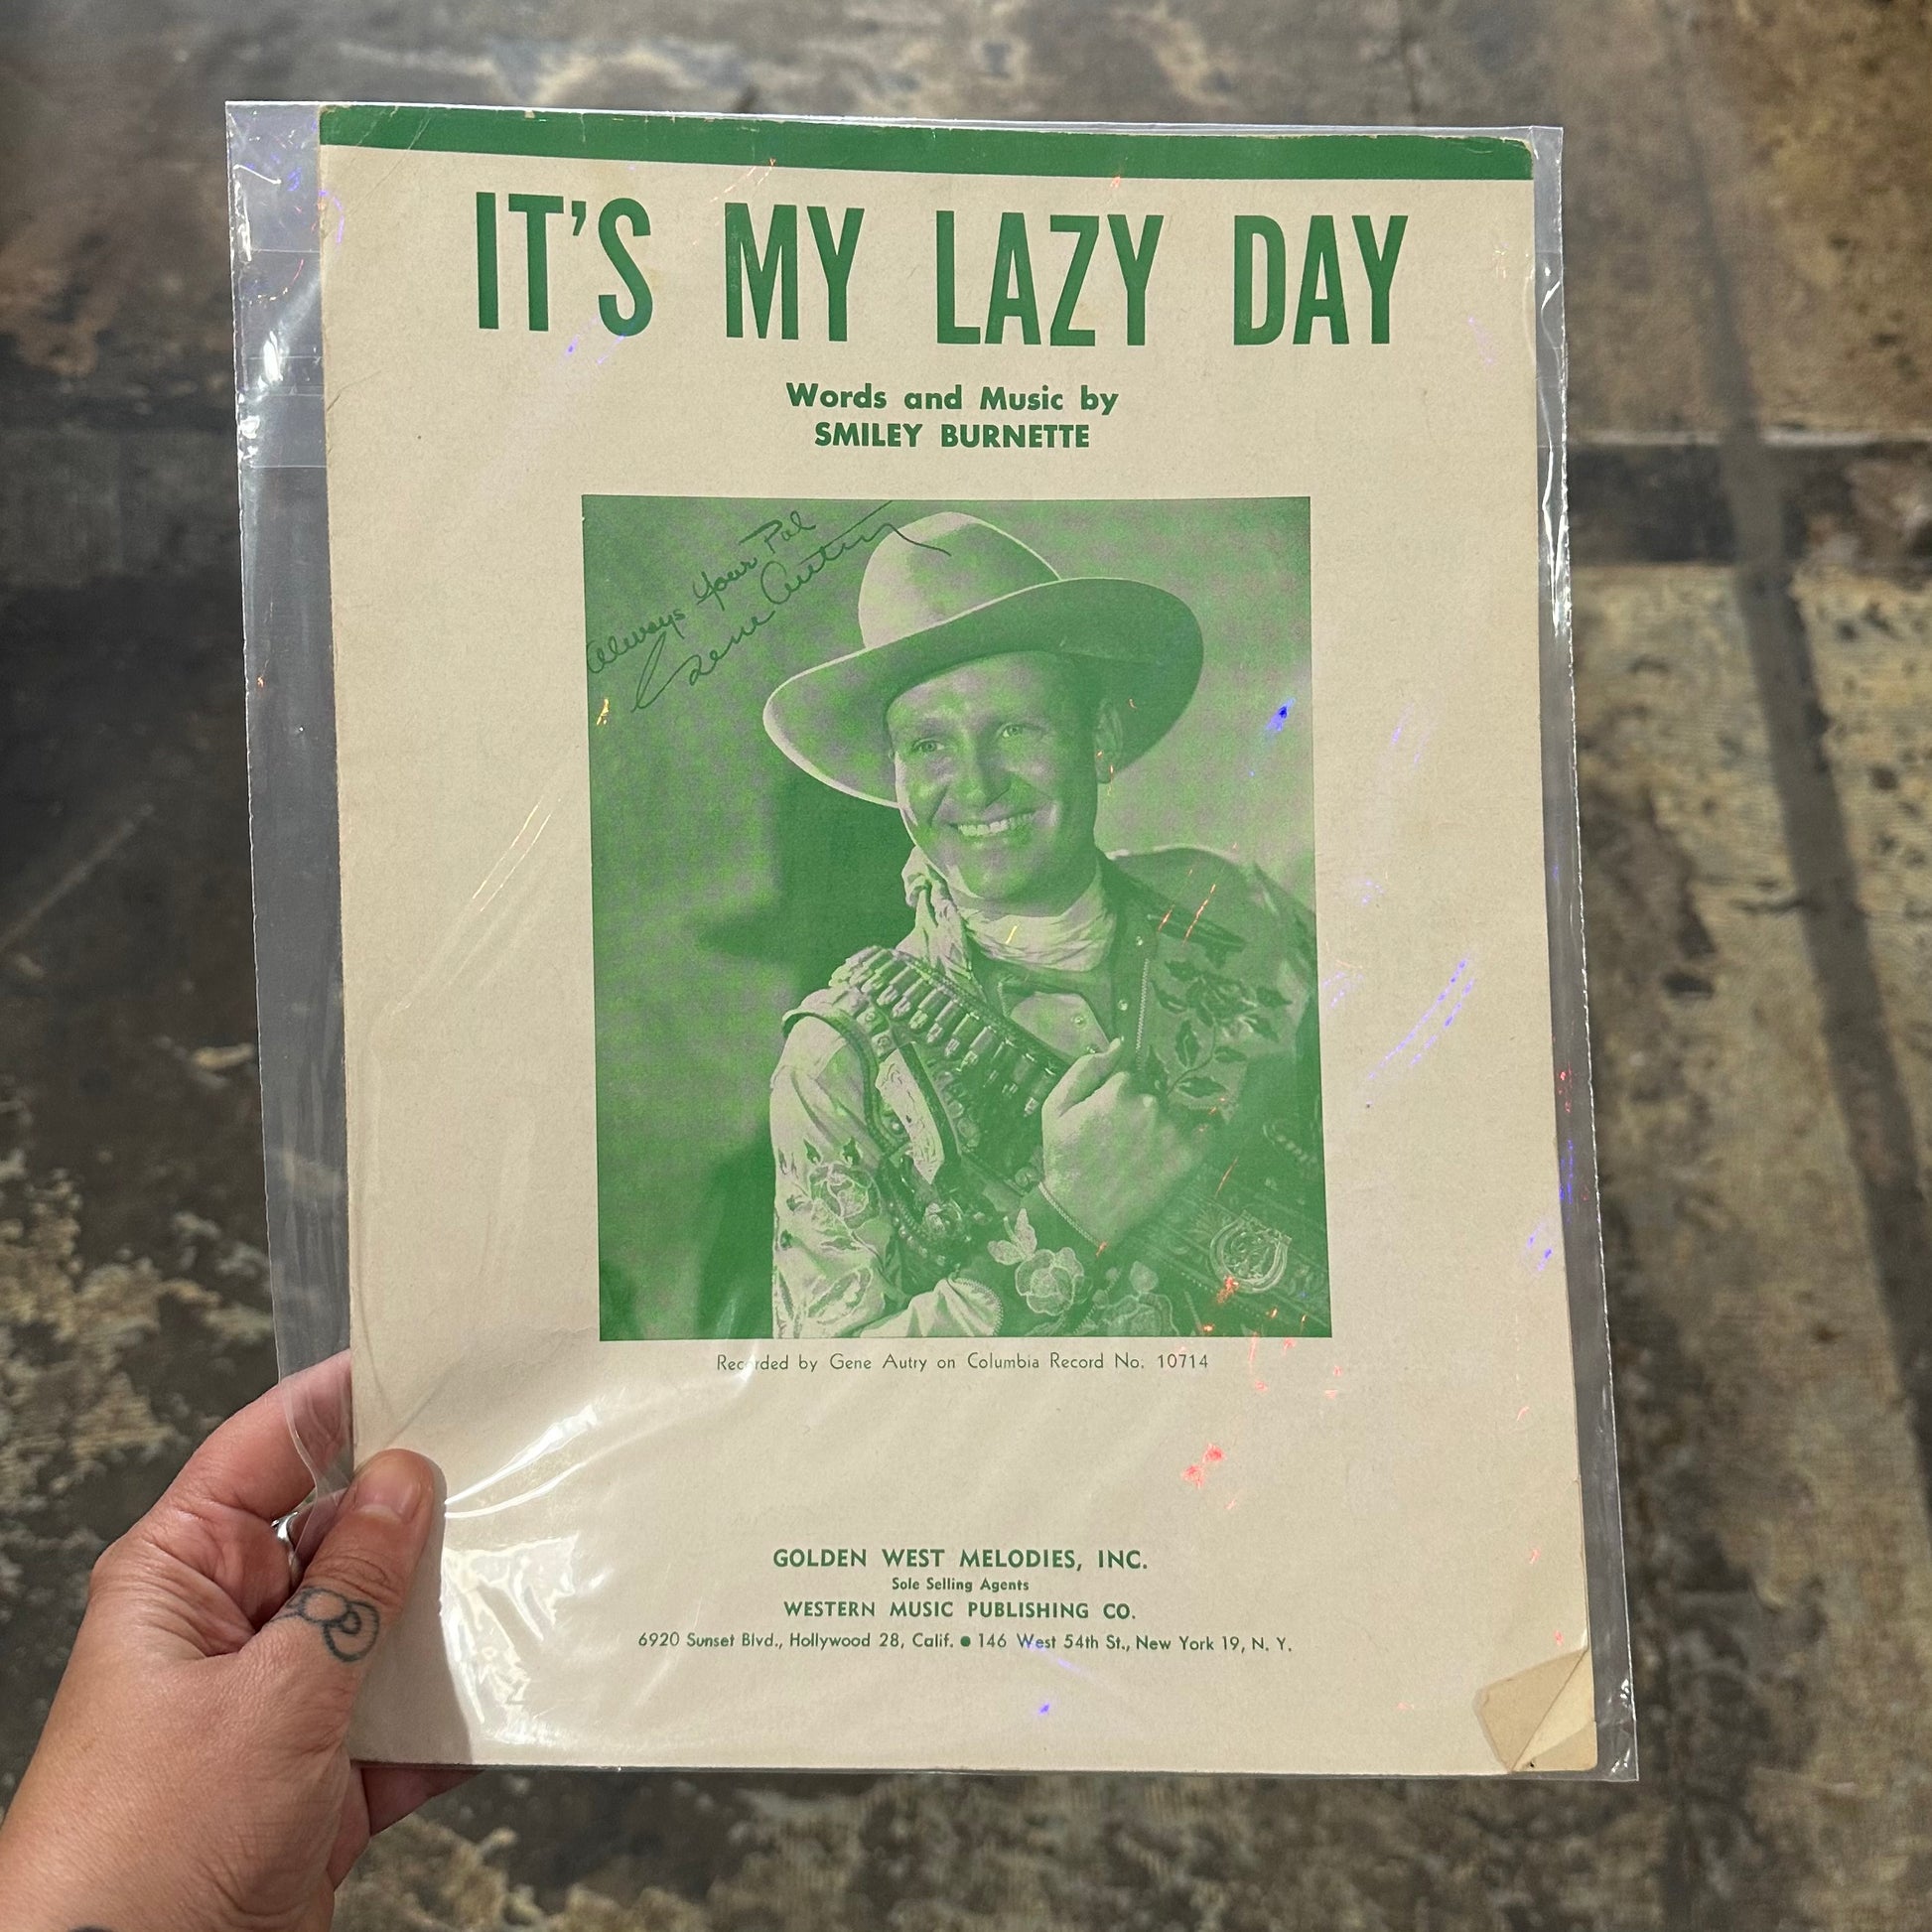 IT'S MY LAZY DAY
Words and Music by
SMILEY BURNETTE
Always Your Pal
Gene Autry
Recorded by Gene Autry on Columbia Record No. 10714
GOLDEN WEST MELODIES, INC.
Sole Selling Agents
WESTERN MUSIC PUBLISHING CO.
6920 Sunset Blvd., Hollywood 28, Calif. ● 146 West 54th St., New York 19, N. Y.